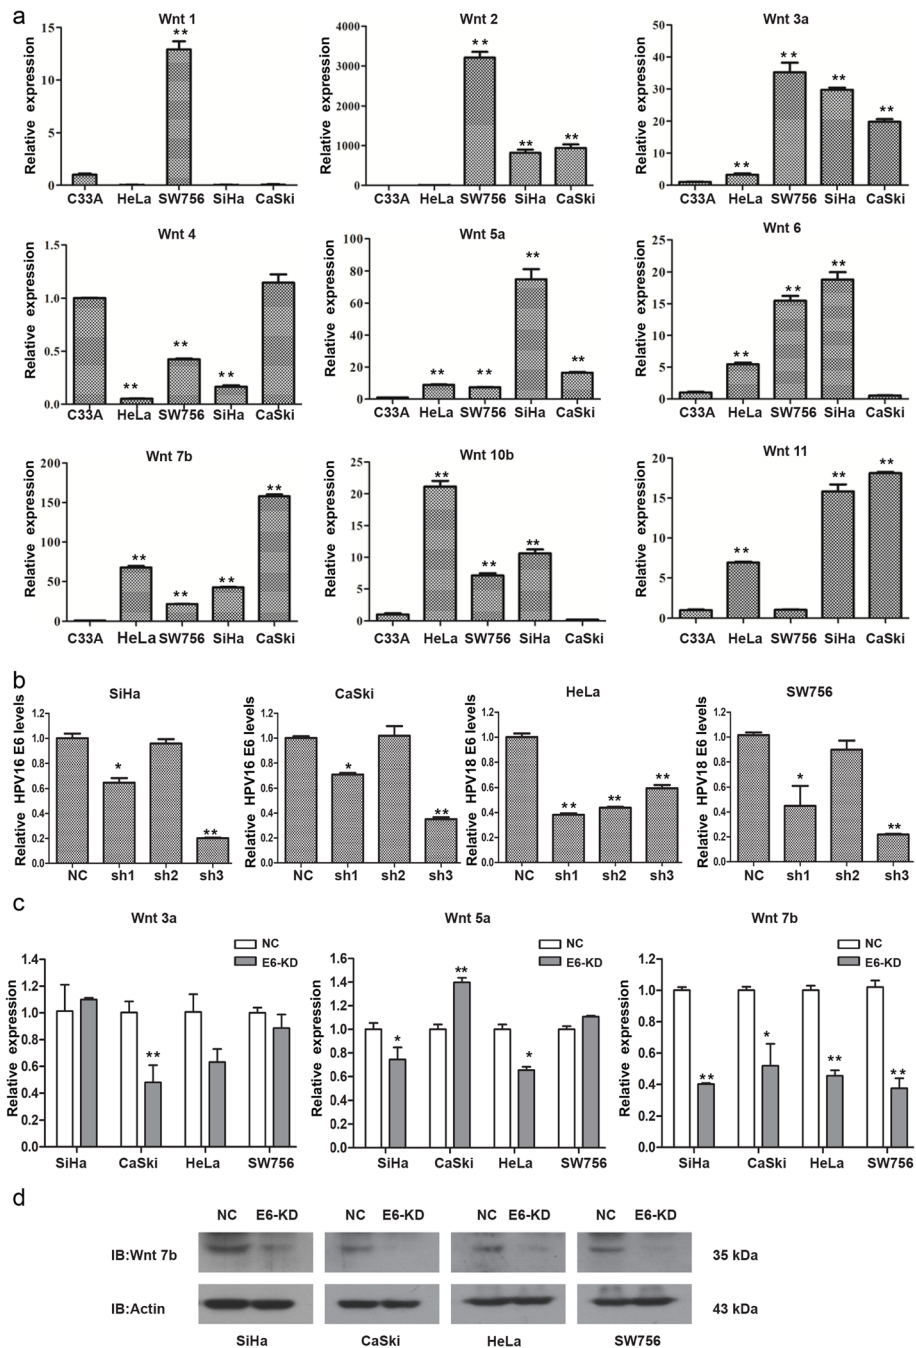 a
Wnt 1
Relative expression
15
10
5
0
**
C33A HeLa SW756 SiHa CaSki
Wnt 2
Relative expression
4000
3000
2000
1000
0
**
**
**
C33A HeLa SW756 SiHa CaSki
Wnt 3a
Relative expression
50
40
30
20
10
0
**
**
**
**
C33A HeLa SW756 SiHa CaSki
Wnt 4
Relative expression
1.5
1.0
0.5
0.0
**
**
**
C33A HeLa SW756 SiHa CaSki
Wnt 5a
Relative expression
100
80
60
40
20
0
**
**
**
**
C33A HeLa SW756 SiHa CaSki
Wnt 6
Relative expression
25
20
15
10
5
0
**
**
**
C33A HeLa SW756 SiHa CaSki
Wnt 7b
Relative expression
200
150
100
50
0
**
**
**
**
C33A HeLa SW756 SiHa CaSki
Wnt 10b
Relative expression
25
20
15
10
5
0
**
**
**
C33A HeLa SW756 SiHa CaSki
Wnt 11
Relative expression
20
15
10
5
0
**
**
**
C33A HeLa SW756 SiHa CaSki
b
SiHa
Relative HPV16 E6 levels
1.2
1.0
0.8
0.6
0.4
0.2
0.0
*
**
NC sh1 sh2 sh3
CaSki
Relative HPV16 E6 levels
1.2
1.0
0.8
0.6
0.4
0.2
0.0
*
**
NC sh1 sh2 sh3
HeLa
Relative HPV18 E6 levels
1.2
1.0
0.8
0.6
0.4
0.2
0.0
**
**
**
NC sh1 sh2 sh3
SW756
Relative HPV18 E6 levels
1.2
1.0
0.8
0.6
0.4
0.2
0.0
*
**
NC sh1 sh2 sh3
c
Wnt 3a
NC
E6-KD
Relative expression
1.4
1.2
1.0
0.8
0.6
0.4
0.2
0.0
**
SiHa CaSki HeLa SW756
Wnt 5a
NC
E6-KD
Relative expression
1.6
1.4
1.2
1.0
0.8
0.6
0.4
0.2
0.0
*
**
*
SiHa CaSki HeLa SW756
Wnt 7b
NC
E6-KD
Relative expression
1.2
1.0
0.8
0.6
0.4
0.2
0.0
**
*
**
**
SiHa CaSki HeLa SW756
d
NC E6-KD NC E6-KD NC E6-KD NC E6-KD
IB:Wnt 7b 35 kDa
IB:Actin 43 kDa
SiHa CaSki HeLa SW756